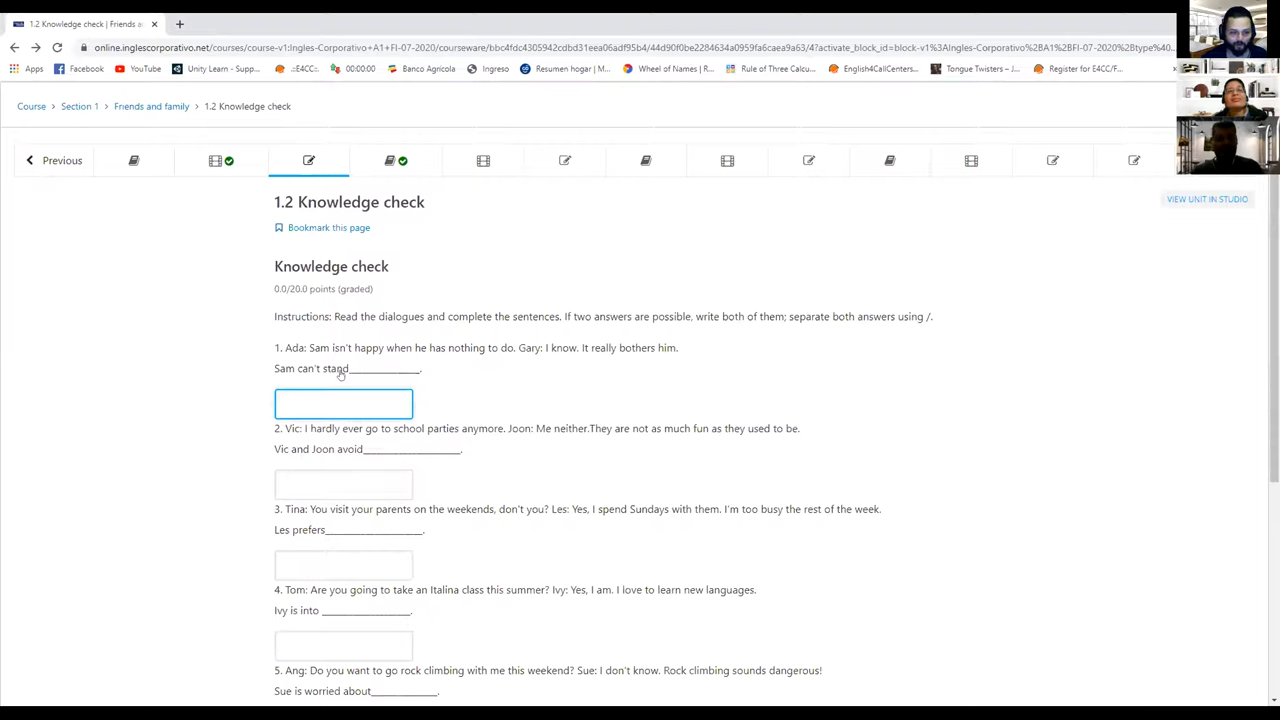 1.2 Knowledge check | Friends a
online.inglescorporativo.net/courses/course-v1:Ingles-Corporativo+A1+FI-07-2020/courseware/bbc4fdc4305942cdbd31eea06adf95b4/44d90f0be2284634a0959fa6caea9a63/4?activate_block_id=block-v1%3AIngles-Corporativo%2BA1%2BFI-07-2020%2Btype%40...
Apps Facebook YouTube Unity Learn - Supp... .::E4CC:. 00:00:00 Banco Agrícola Ingreso Resumen hogar | M... Wheel of Names | R... Rule of Three Calcu... English4CallCenters... Tongue Twisters – J... Register for E4CC/F...
Course > Section 1 > Friends and family > 1.2 Knowledge check
Previous
1.2 Knowledge check
VIEW UNIT IN STUDIO
Bookmark this page
Knowledge check
0.0/20.0 points (graded)
Instructions: Read the dialogues and complete the sentences. If two answers are possible, write both of them; separate both answers using /.
1. Ada: Sam isn't happy when he has nothing to do. Gary: I know. It really bothers him.
Sam can't stand______________.
2. Vic: I hardly ever go to school parties anymore. Joon: Me neither.They are not as much fun as they used to be.
Vic and Joon avoid___________________.
3. Tina: You visit your parents on the weekends, don't you? Les: Yes, I spend Sundays with them. I'm too busy the rest of the week.
Les prefers___________________.
4. Tom: Are you going to take an Italina class this summer? Ivy: Yes, I am. I love to learn new languages.
Ivy is into _________________.
5. Ang: Do you want to go rock climbing with me this weekend? Sue: I don't know. Rock climbing sounds dangerous!
Sue is worried about_____________.